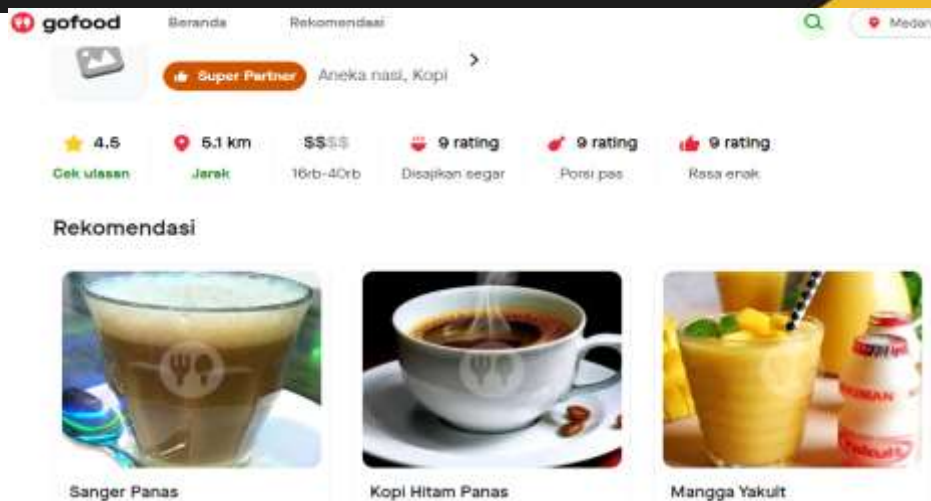 gofood Beranda Rekomendasi Medan
Super Partner Aneka nasi, Kopi
4.5 5.1 km $$$$ 9 rating 9 rating 9 rating
Cek ulasan Jarak 16rb-40rb Disajikan segar Porsi pas Rasa enak
Rekomendasi
Sanger Panas Kopi Hitam Panas Mangga Yakult